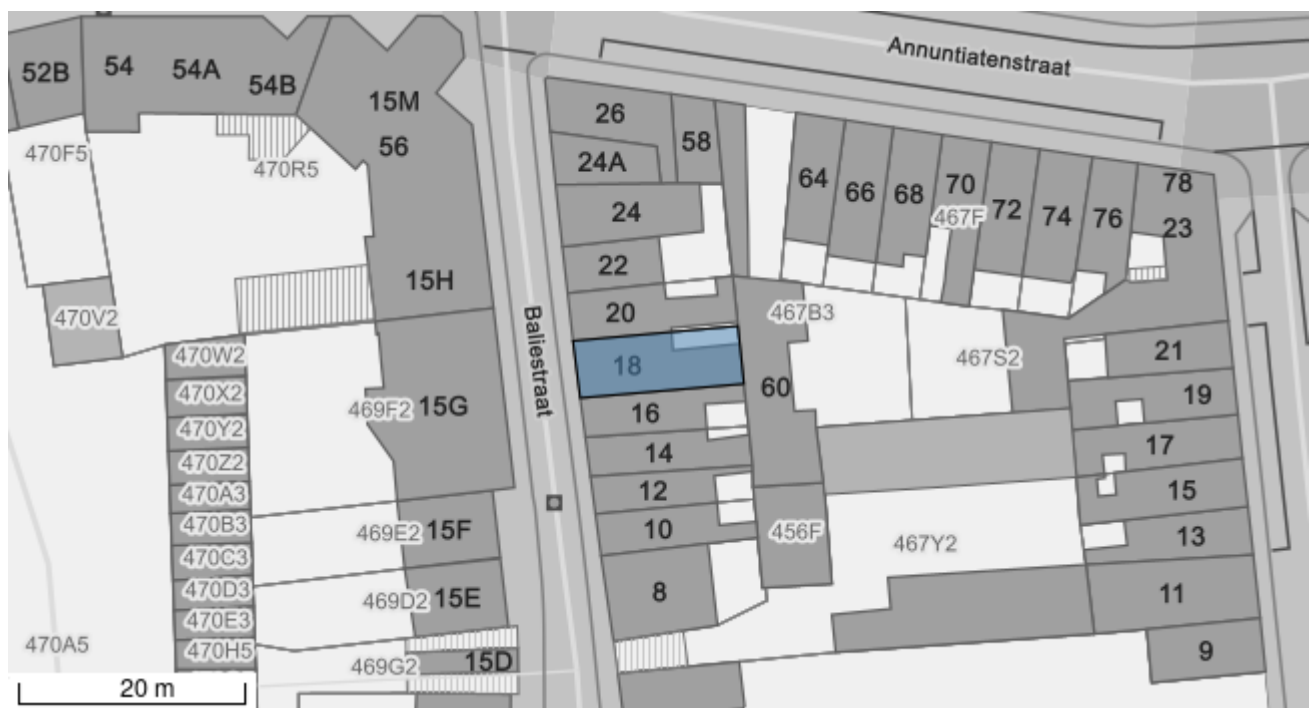 Annuntiatenstraat
52B
54
54A
54B
15M
56
470F5
470R5
26
58
24A
24
22
20
18
16
14
12
10
8
64
66
68
70
467F
72
74
76
78
23
15H
470V2
Baliestraat
467B3
467S2
60
21
19
17
15
13
11
9
470W2
470X2
470Y2
470Z2
470A3
470B3
470C3
470D3
470E3
470H5
469F2
15G
469E2
15F
469D2
15E
469G2
15D
456F
467Y2
470A5
20 m